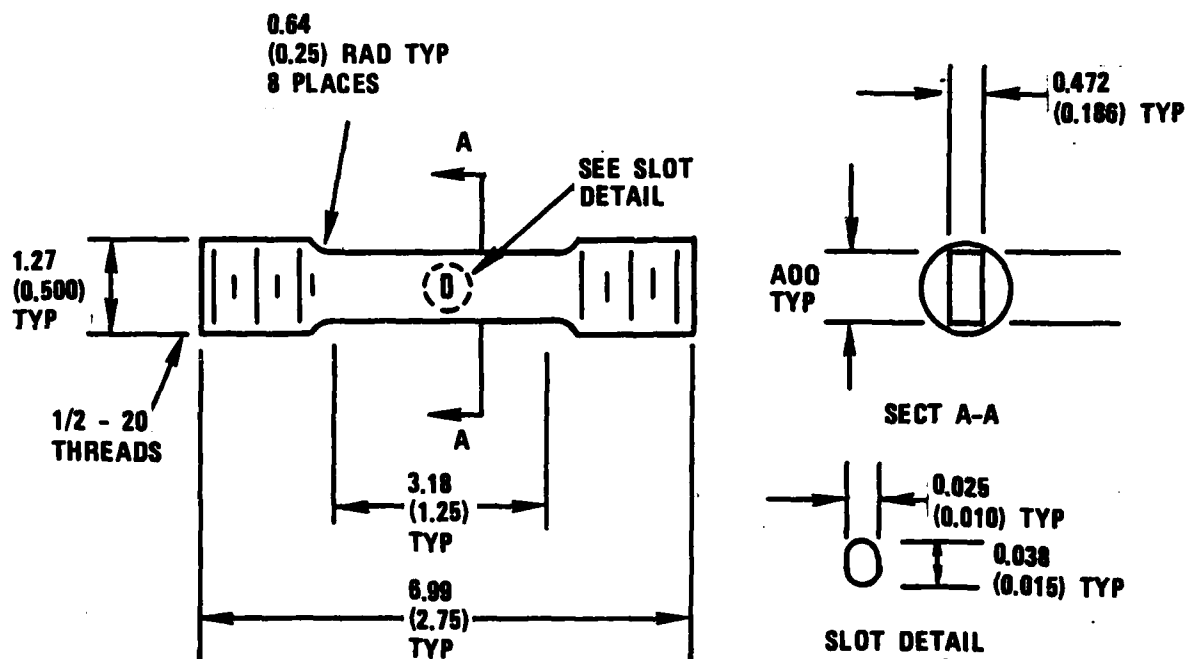 0.64
(0.25) RAD TYP
8 PLACES
0.472
(0.186) TYP
A
SEE SLOT
DETAIL
1.27
(0.500)
TYP
A00
TYP
1/2 - 20
THREADS
A
SECT A-A
3.18
(1.25)
TYP
0.025
(0.010) TYP
0.038
(0.015) TYP
6.99
(2.75)
TYP
SLOT DETAIL